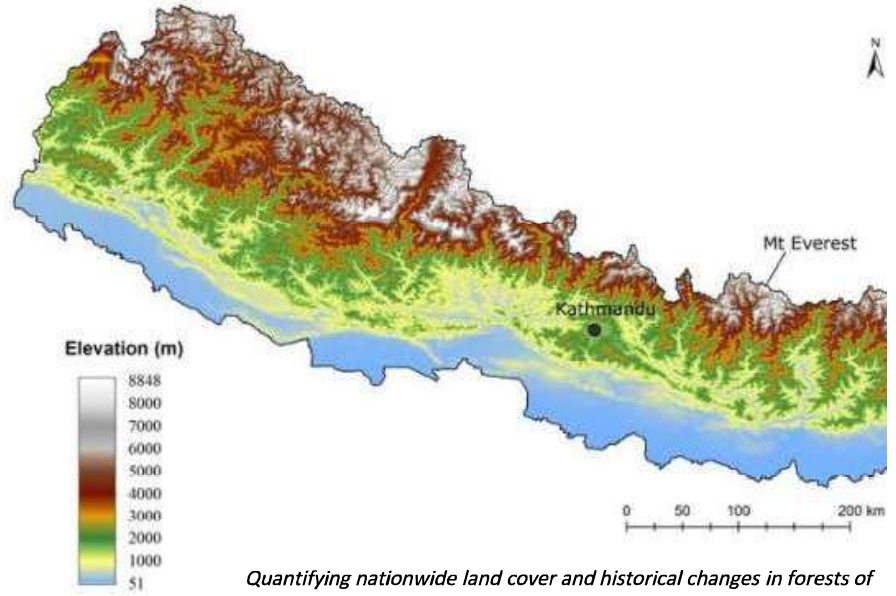 N
Mt Everest
Kathmandu
Elevation (m)
8848
8000
7000
6000
5000
4000
3000
2000
1000
51
0 50 100 200 km
Quantifying nationwide land cover and historical changes in forests of